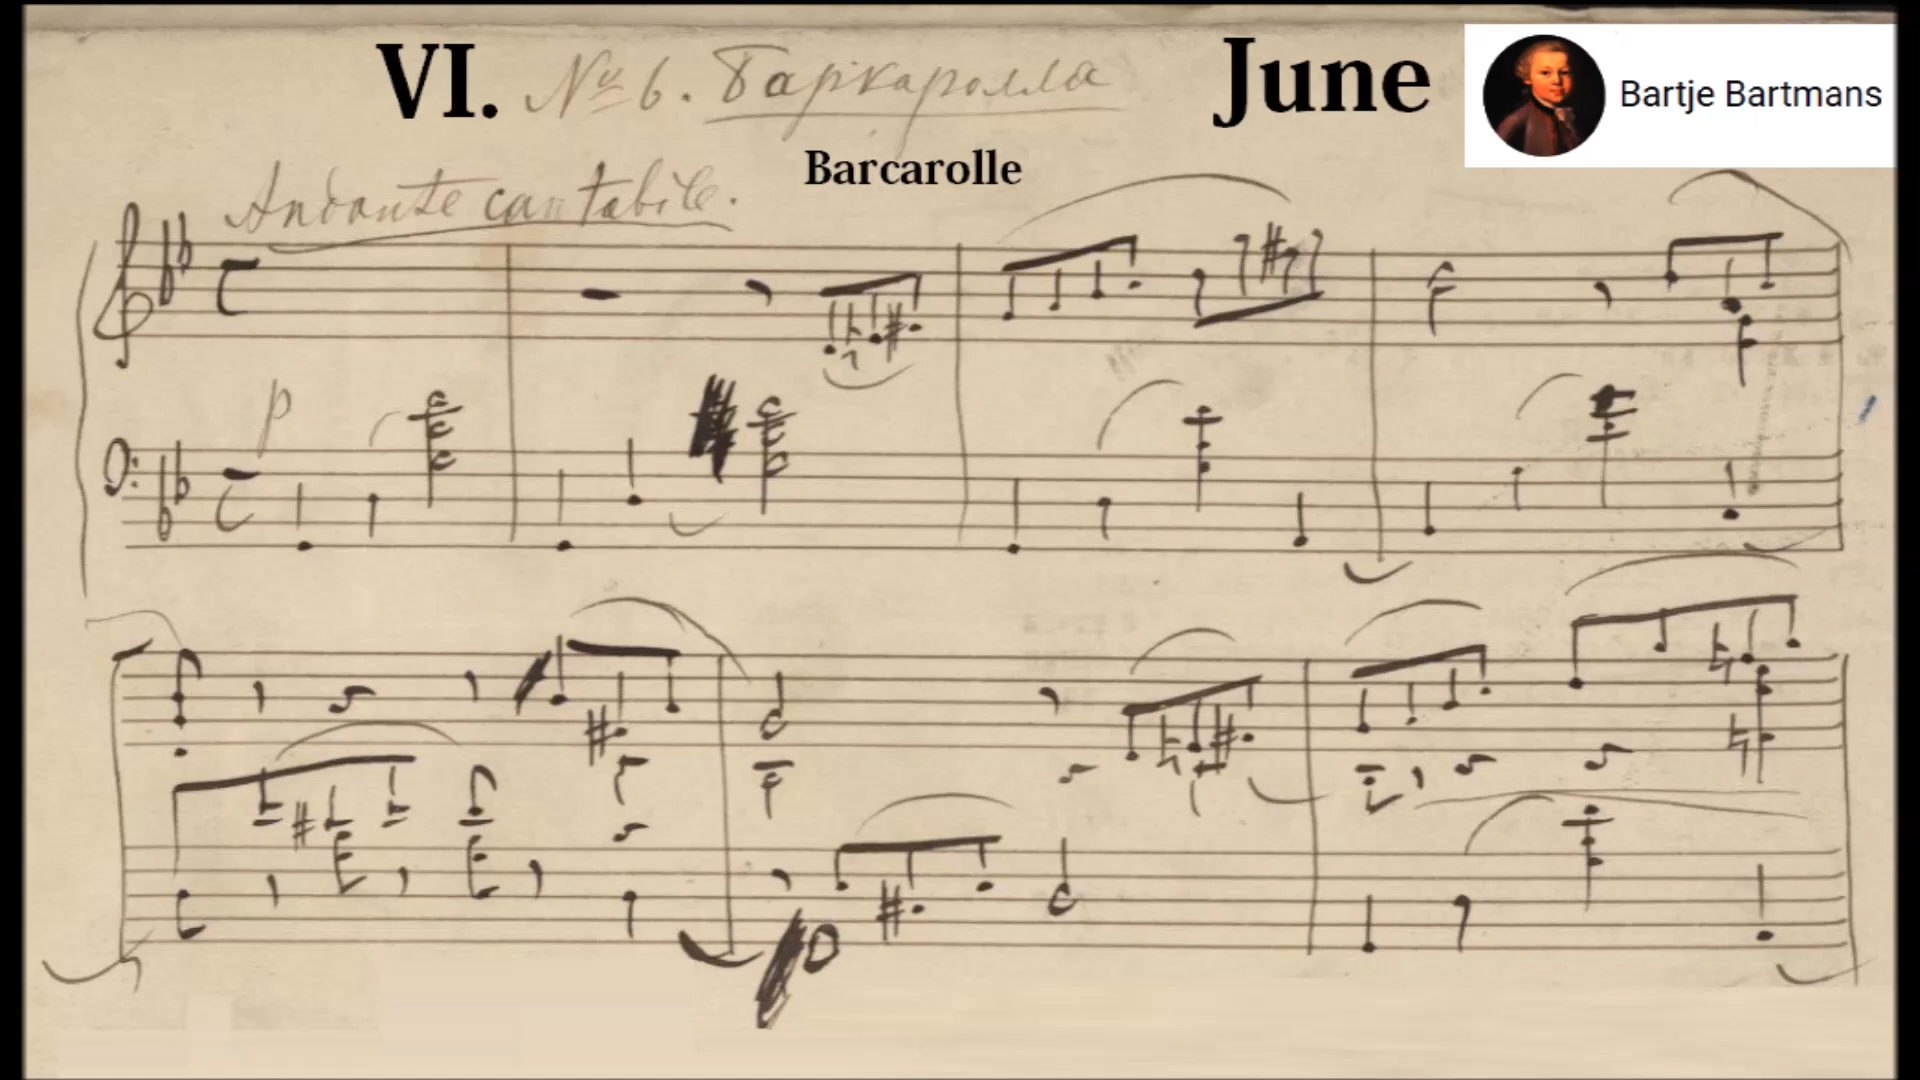 VI. № 6. Баркаролла June
Bartje Bartmans
Barcarolle
Andante cantabile.
p